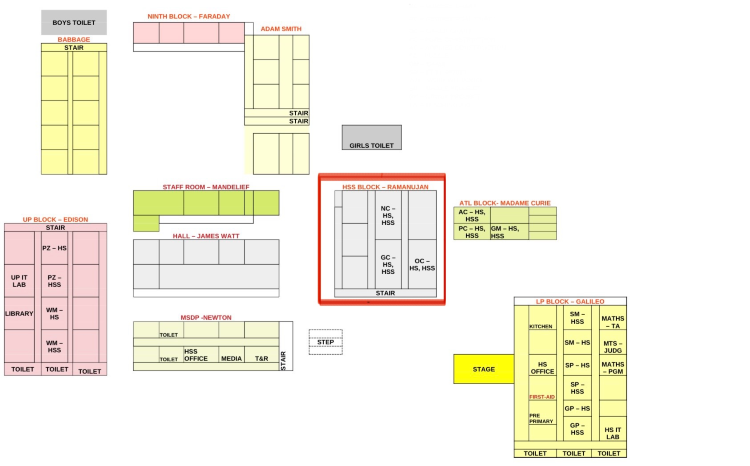 BOYS TOILET
BABBAGE
STAIR
NINTH BLOCK – FARADAY
ADAM SMITH
STAIR
STAIR
GIRLS TOILET
STAFF ROOM – MANDELIEF
HALL – JAMES WATT
HSS BLOCK – RAMANUJAN
NC –
HS,
HSS
GC –
HS,
HSS
OC –
HS, HSS
STAIR
ATL BLOCK- MADAME CURIE
AC – HS,
HSS
PC – HS,
HSS
GM – HS,
HSS
UP BLOCK – EDISON
STAIR
PZ – HS
UP IT
LAB
PZ –
HSS
LIBRARY
WM –
HS
WM –
HSS
TOILET
TOILET
TOILET
MSDP -NEWTON
TOILET
TOILET
HSS
OFFICE
MEDIA
T&R
STAIR
STEP
STAGE
LP BLOCK – GALILEO
KITCHEN
SM –
HSS
MATHS
– TA
SM – HS
MTS -
JUDG
HS
OFFICE
SP – HS
MATHS
– PGM
SP –
HSS
FIRST-AID
GP – HS
PRE
PRIMARY
GP –
HSS
HS IT
LAB
TOILET
TOILET
TOILET